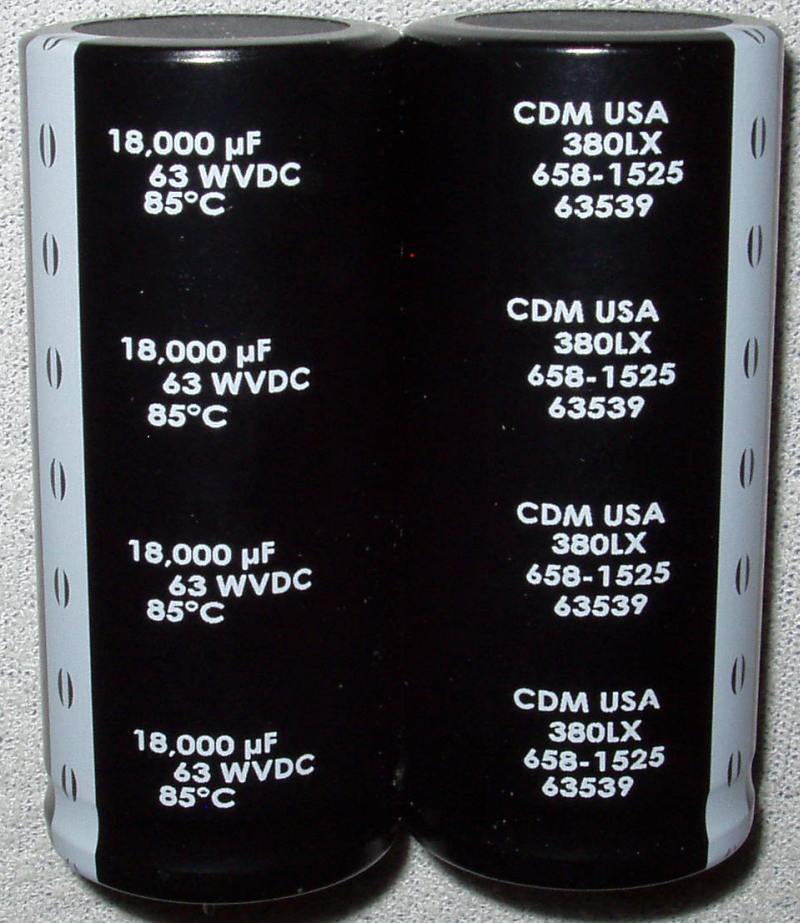 18,000 µF
63 WVDC
85°C
18,000 µF
63 WVDC
85°C
18,000 µF
63 WVDC
85°C
18,000 µF
63 WVDC
85°C
CDM USA
380LX
658-1525
63539
CDM USA
380LX
658-1525
63539
CDM USA
380LX
658-1525
63539
CDM USA
380LX
658-1525
63539